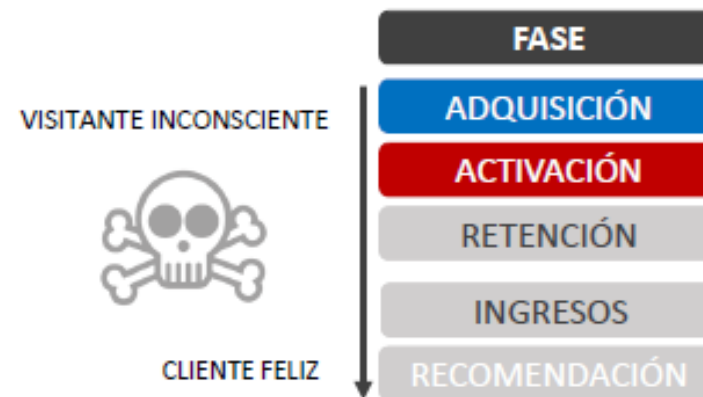 FASE
VISITANTE INCONSCIENTE
ADQUISICIÓN
ACTIVACIÓN
RETENCIÓN
INGRESOS
CLIENTE FELIZ
RECOMENDACIÓN